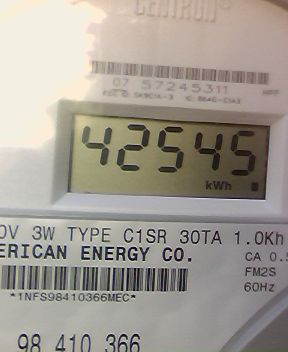 CENTRON®
07 57245311
42545
kWh
0V 3W TYPE C1SR 30TA 1.0Kh
ERICAN ENERGY CO. CA 0.5
FM2S
*1NFS98410366MEC* 60Hz
98 410 366